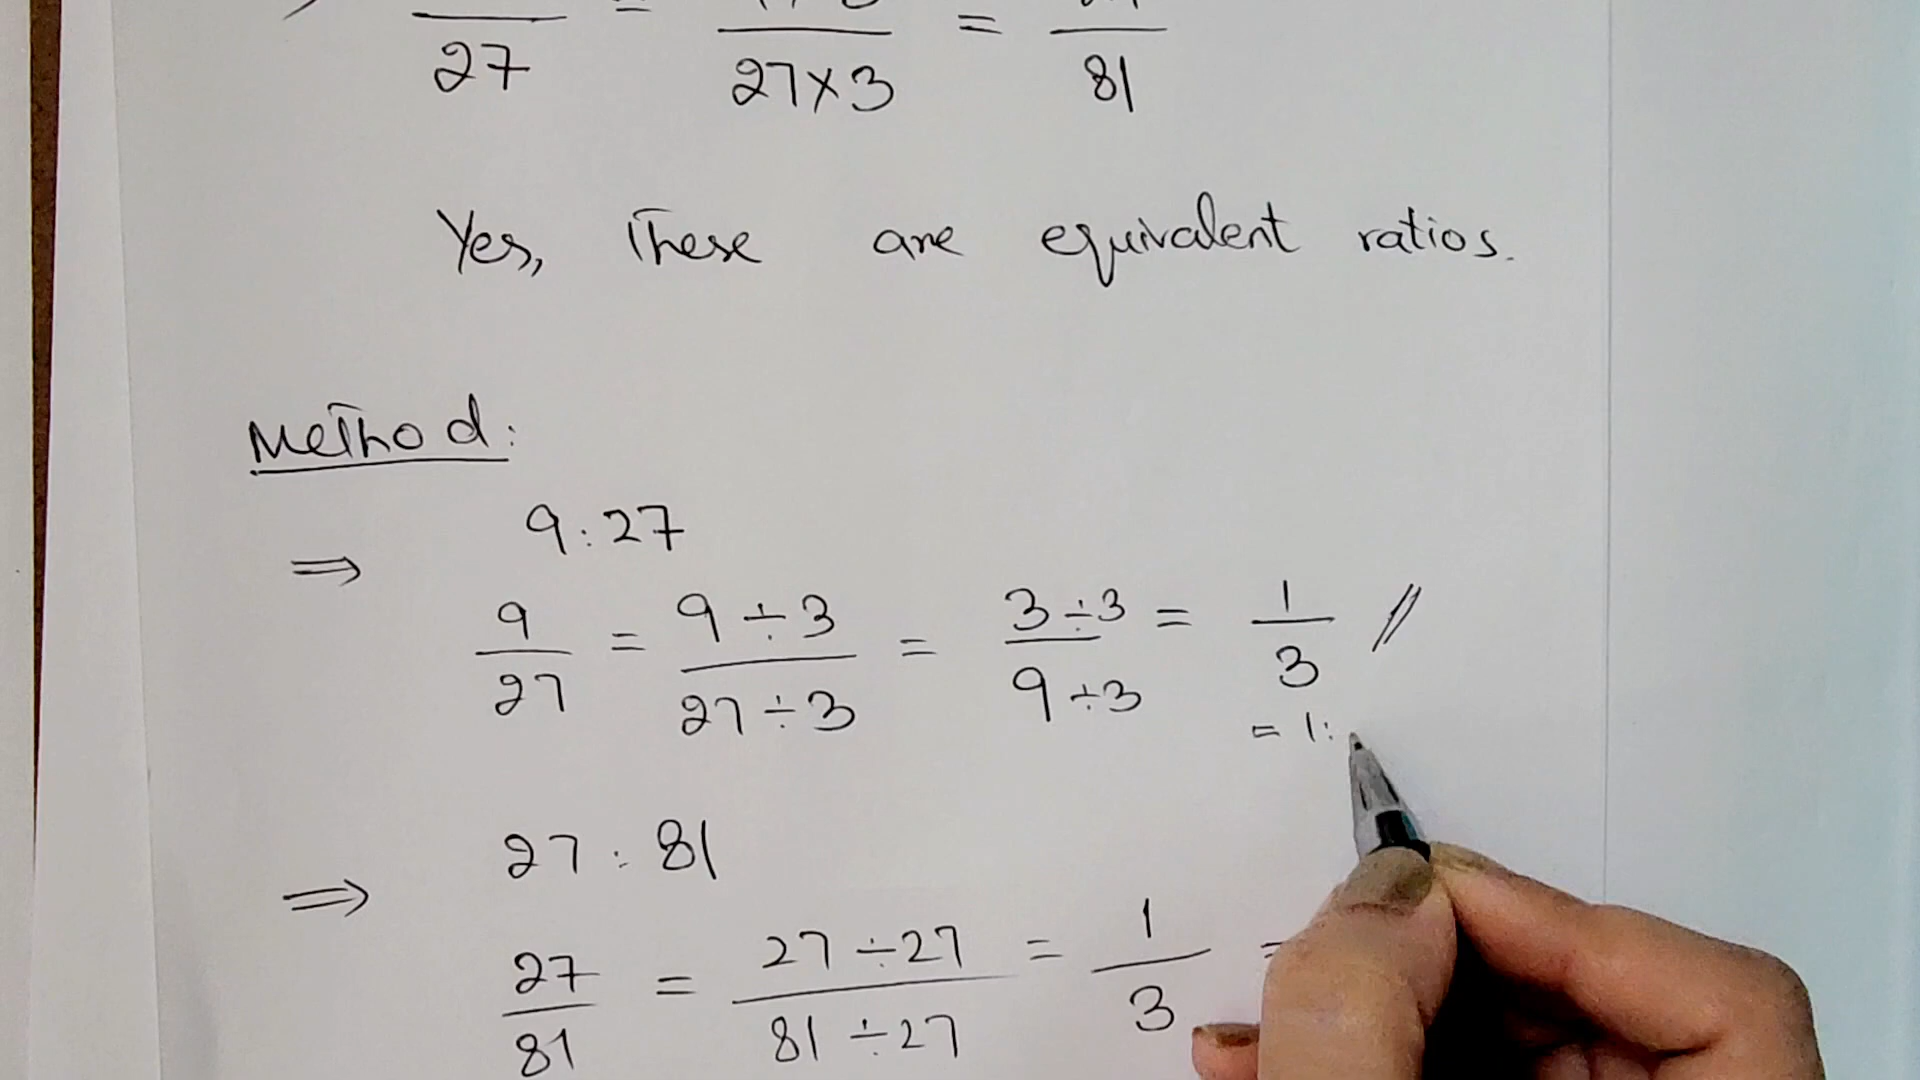 27 = 27×3 = 81
Yes, These are equivalent ratios.
Method:
⇒ 9:27
9/27 = 9÷3/27÷3 = 3÷3/9÷3 = 1/3 //
= 1:
⇒ 27:81
27/81 = 27÷27/81÷27 = 1/3 =